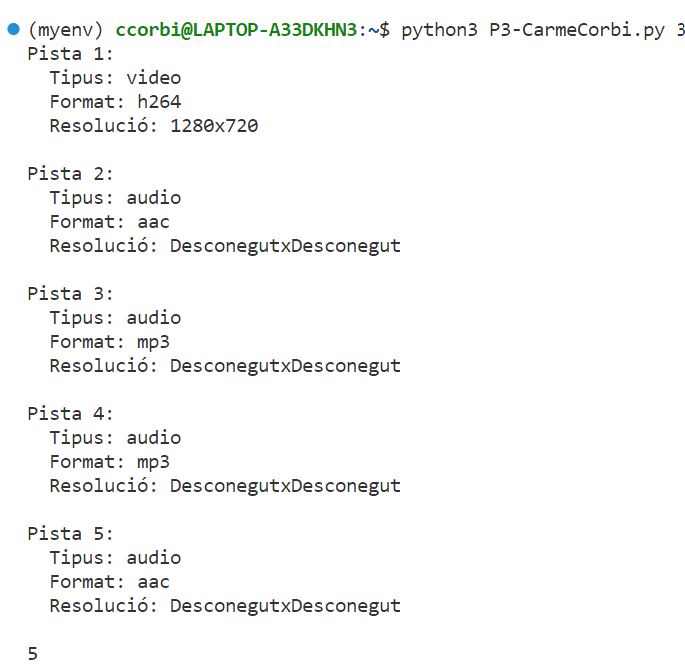 (myenv) ccorbi@LAPTOP-A33DKHN3:~$ python3 P3-CarmeCorbi.py 3
Pista 1:
  Tipus: video
  Format: h264
  Resolució: 1280x720

Pista 2:
  Tipus: audio
  Format: aac
  Resolució: DesconegutxDesconegut

Pista 3:
  Tipus: audio
  Format: mp3
  Resolució: DesconegutxDesconegut

Pista 4:
  Tipus: audio
  Format: mp3
  Resolució: DesconegutxDesconegut

Pista 5:
  Tipus: audio
  Format: aac
  Resolució: DesconegutxDesconegut

5